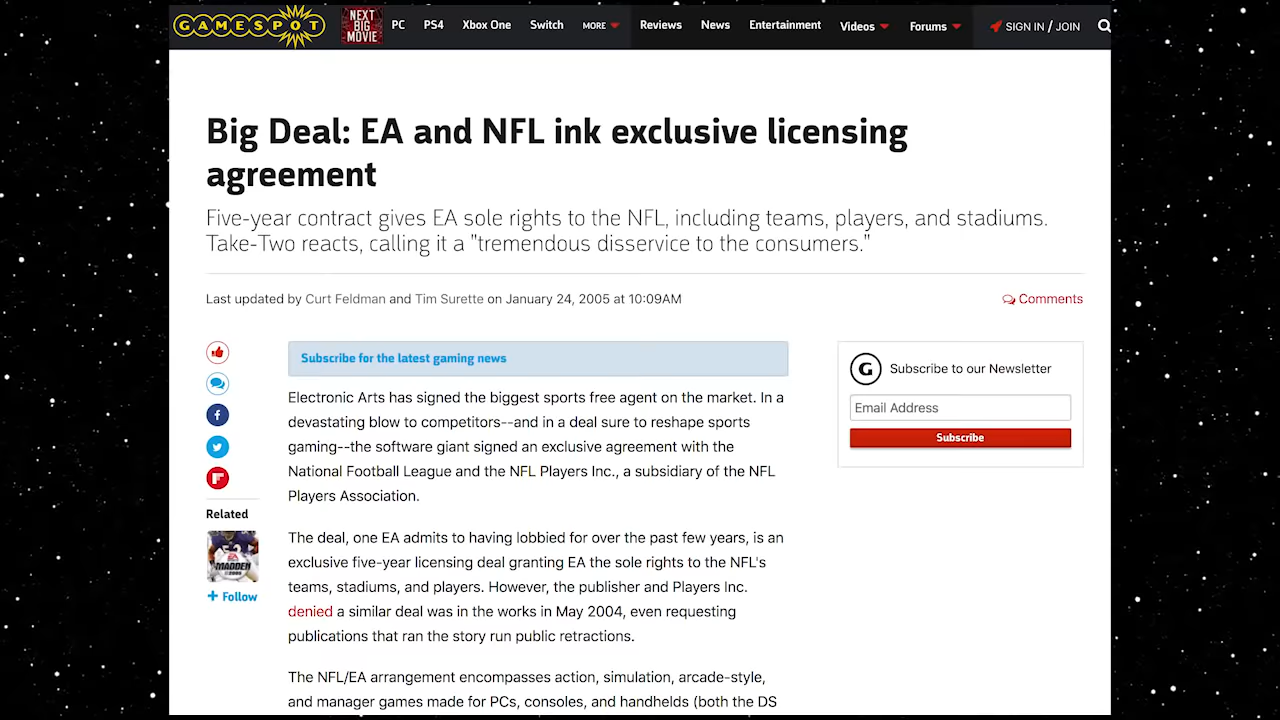 GAMESPOT
NEXT BIG MOVIE
PC PS4 Xbox One Switch MORE Reviews News Entertainment Videos Forums SIGN IN / JOIN
Big Deal: EA and NFL ink exclusive licensing
agreement
Five-year contract gives EA sole rights to the NFL, including teams, players, and stadiums.
Take-Two reacts, calling it a "tremendous disservice to the consumers."
Last updated by Curt Feldman and Tim Surette on January 24, 2005 at 10:09AM
Comments
Subscribe for the latest gaming news
Electronic Arts has signed the biggest sports free agent on the market. In a
devastating blow to competitors--and in a deal sure to reshape sports
gaming--the software giant signed an exclusive agreement with the
National Football League and the NFL Players Inc., a subsidiary of the NFL
Players Association.
The deal, one EA admits to having lobbied for over the past few years, is an
exclusive five-year licensing deal granting EA the sole rights to the NFL's
teams, stadiums, and players. However, the publisher and Players Inc.
denied a similar deal was in the works in May 2004, even requesting
publications that ran the story run public retractions.
The NFL/EA arrangement encompasses action, simulation, arcade-style,
and manager games made for PCs, consoles, and handhelds (both the DS
Related
MADDEN
+ Follow
G Subscribe to our Newsletter
Email Address
Subscribe